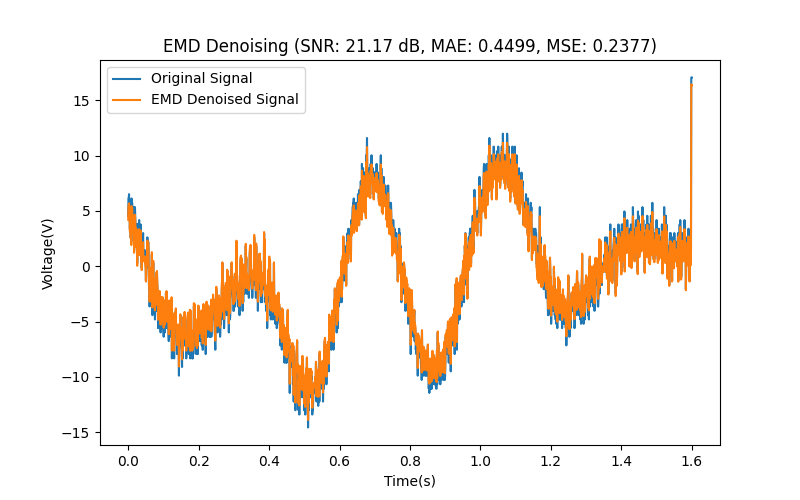 EMD Denoising (SNR: 21.17 dB, MAE: 0.4499, MSE: 0.2377)
Original Signal
EMD Denoised Signal
15
10
5
0
−5
−10
−15
Voltage(V)
0.0 0.2 0.4 0.6 0.8 1.0 1.2 1.4 1.6
Time(s)